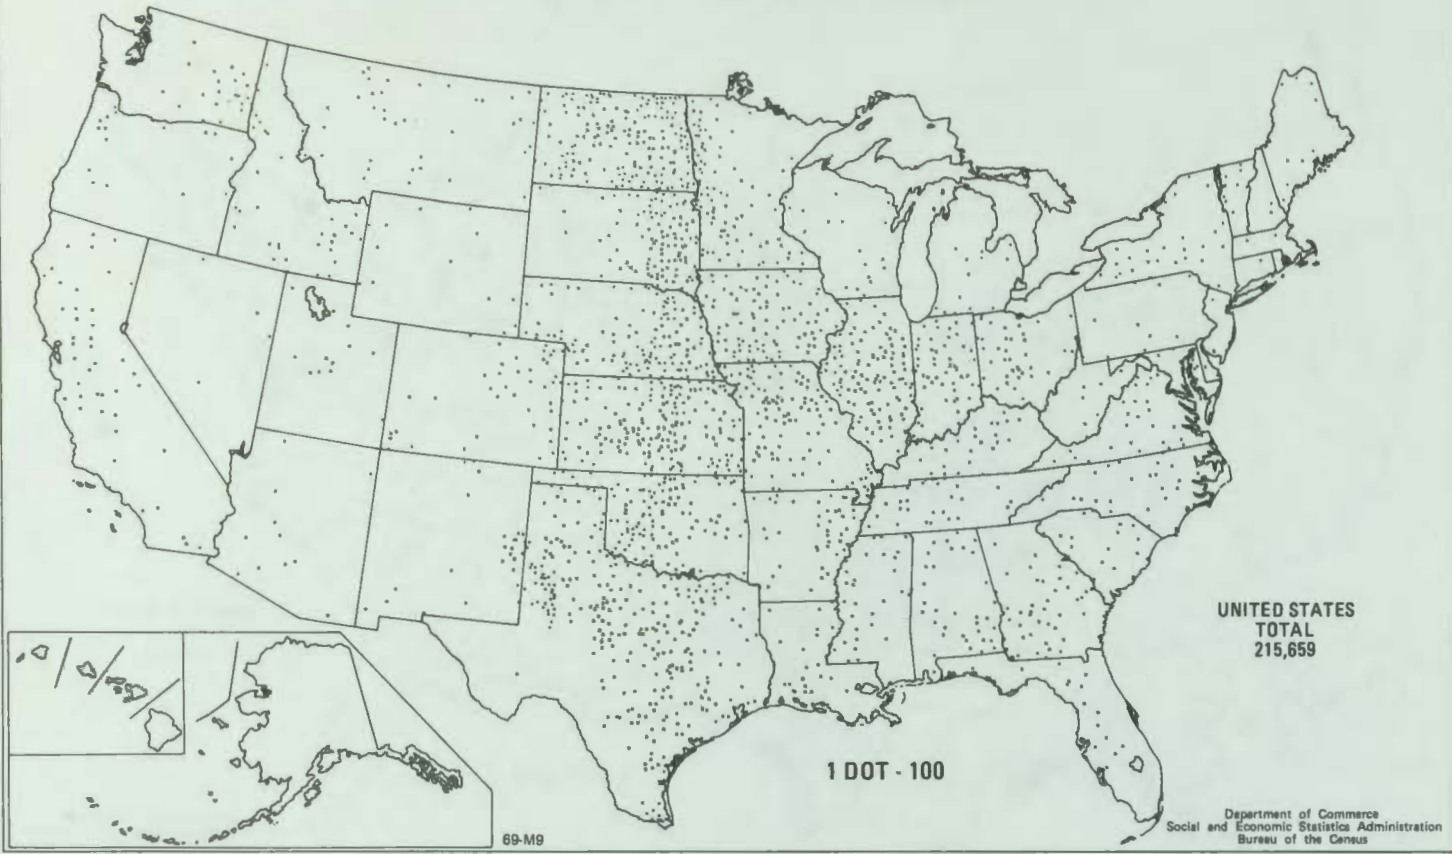 UNITED STATES
TOTAL
215,659
1 DOT - 100
69-M9
Department of Commerce
Social and Economic Statistics Administration
Bureau of the Census